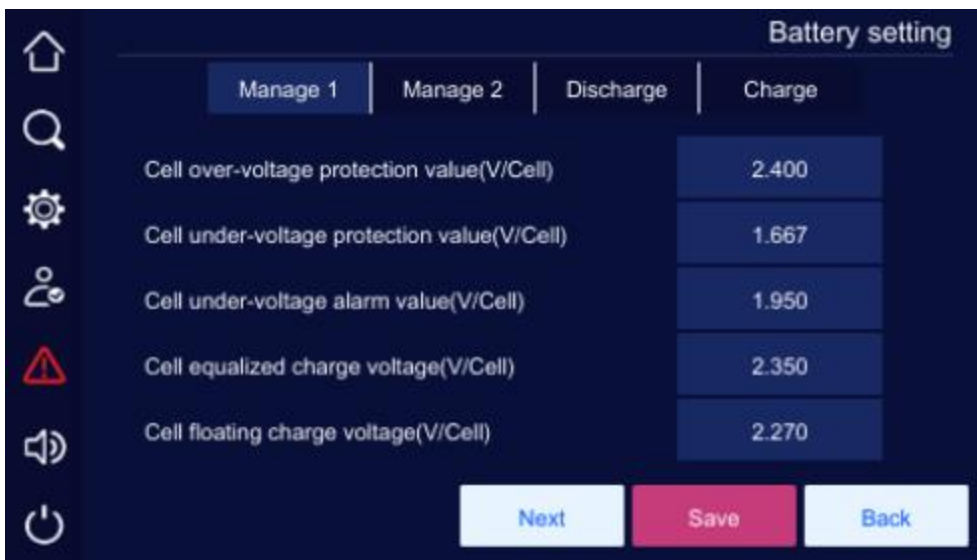 Battery setting
Manage 1 Manage 2 Discharge Charge
Cell over-voltage protection value(V/Cell) 2.400
Cell under-voltage protection value(V/Cell) 1.667
Cell under-voltage alarm value(V/Cell) 1.950
Cell equalized charge voltage(V/Cell) 2.350
Cell floating charge voltage(V/Cell) 2.270
Next Save Back